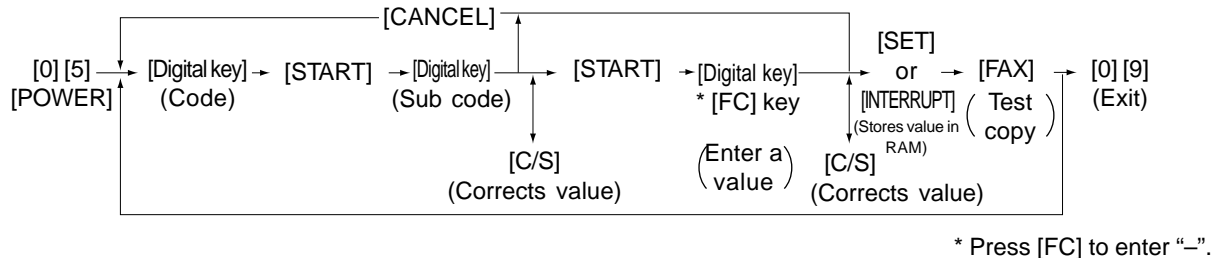 [CANCEL]
[0] [5]
[POWER]
[Digital key]
(Code)
[START]
[Digital key]
(Sub code)
[C/S]
(Corrects value)
[START]
[Digital key]
* [FC] key
(Enter a
value)
[C/S]
(Corrects value)
[SET]
or
[INTERRUPT]
(Stores value in
RAM)
[FAX]
(Test
copy)
[0] [9]
(Exit)
* Press [FC] to enter “–”.